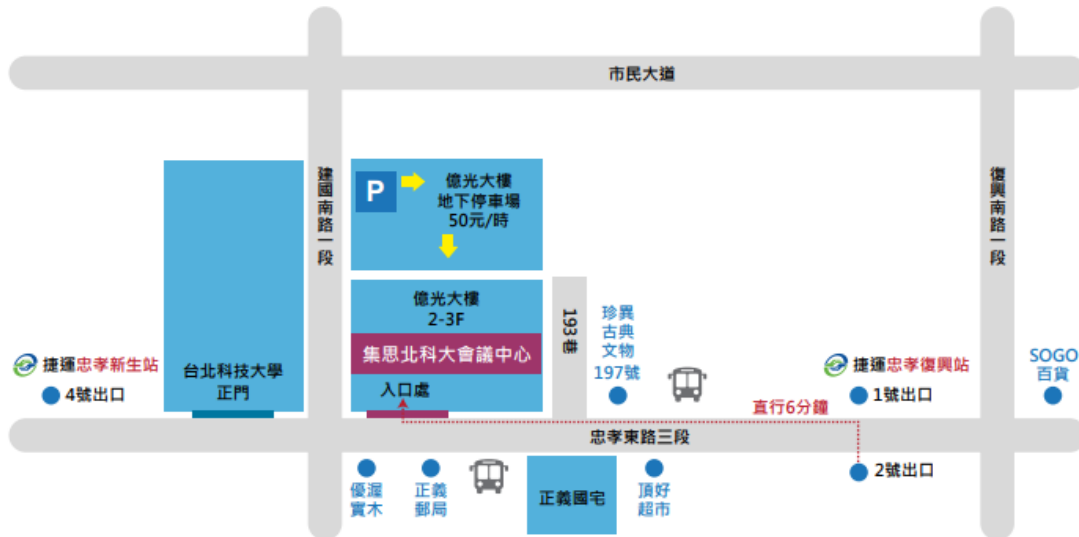 市民大道
建國南路一段
復興南路一段
P
億光大樓
地下停車場
50元/時
億光大樓
2-3F
集思北科大會議中心
入口處
193巷
珍異
古典
文物
197號
捷運忠孝新生站
4號出口
台北科技大學
正門
捷運忠孝復興站
1號出口
SOGO
百貨
直行6分鐘
忠孝東路三段
2號出口
優渥
實木
正義
郵局
正義國宅
頂好
超市